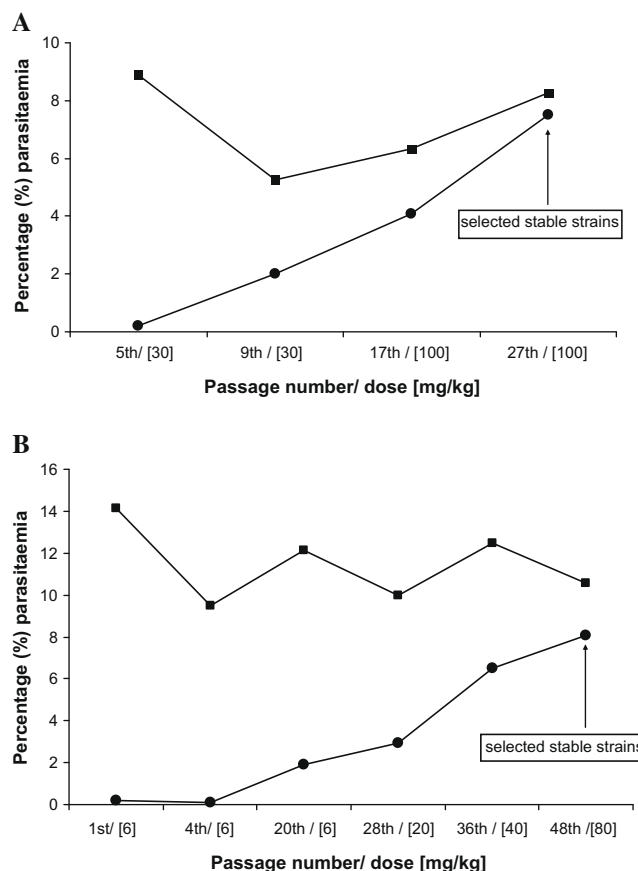 A
10
8
6
4
2
0
Percentage (%) parasitaemia
selected stable strains
5th/ [30]
9th / [30]
17th / [100]
27th / [100]
Passage number/ dose [mg/kg]
B
16
14
12
10
8
6
4
2
0
Percentage (%) parasitaemia
selected stable strains
1st/ [6]
4th/ [6]
20th / [6]
28th / [20]
36th / [40]
48th /[80]
Passage number/ dose [mg/kg]